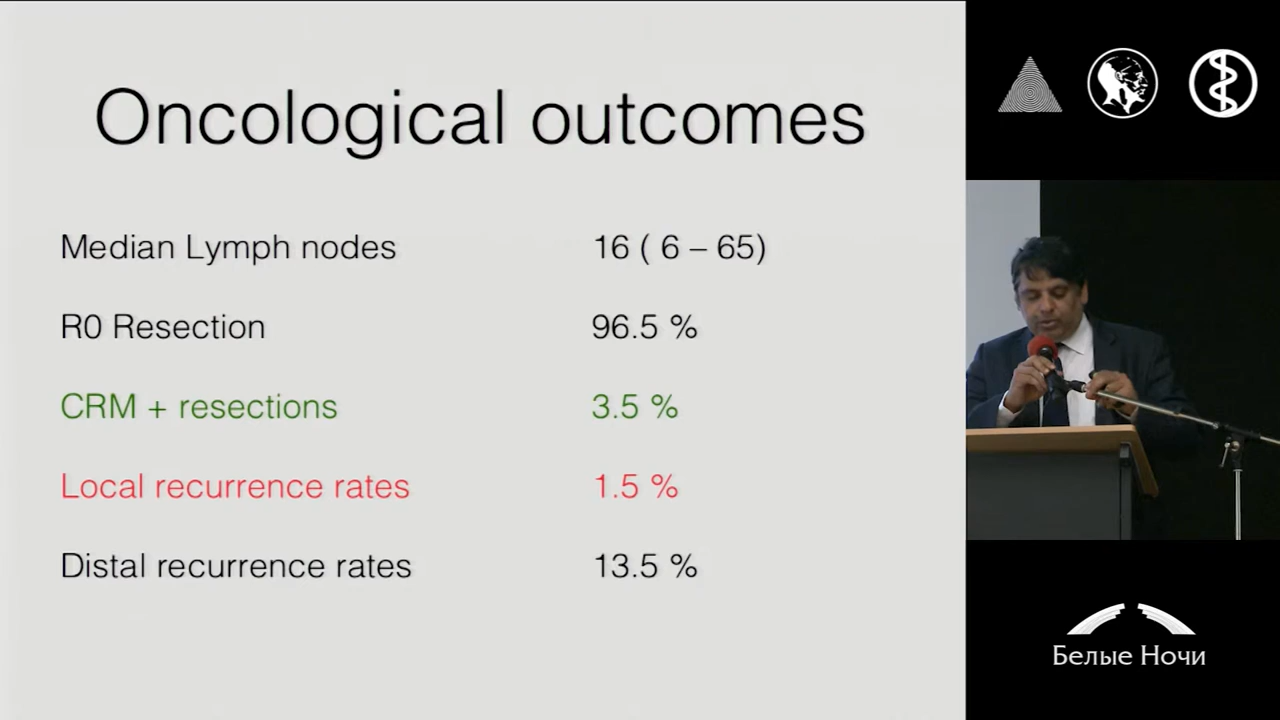 Oncological outcomes
Median Lymph nodes 16 ( 6 – 65)
R0 Resection 96.5 %
CRM + resections 3.5 %
Local recurrence rates 1.5 %
Distal recurrence rates 13.5 %
Белые Ночи